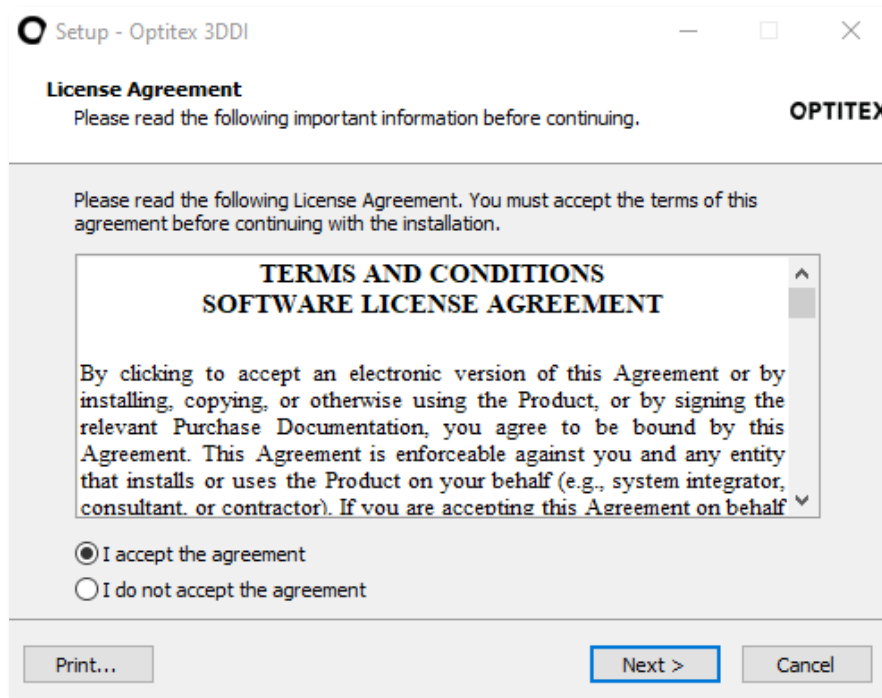 Setup - Optitex 3DDI
License Agreement
Please read the following important information before continuing.
OPTITEX
Please read the following License Agreement. You must accept the terms of this
agreement before continuing with the installation.
TERMS AND CONDITIONS
SOFTWARE LICENSE AGREEMENT
By clicking to accept an electronic version of this Agreement or by
installing, copying, or otherwise using the Product, or by signing the
relevant Purchase Documentation, you agree to be bound by this
Agreement. This Agreement is enforceable against you and any entity
that installs or uses the Product on your behalf (e.g., system integrator,
consultant, or contractor). If you are accepting this Agreement on behalf
I accept the agreement
I do not accept the agreement
Print...
Next >
Cancel